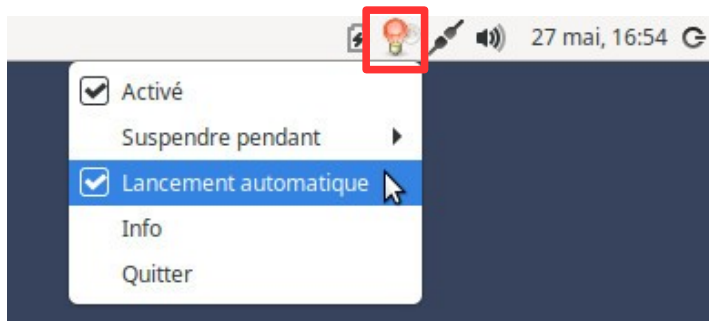 27 mai, 16:54
Activé
Suspendre pendant
Lancement automatique
Info
Quitter